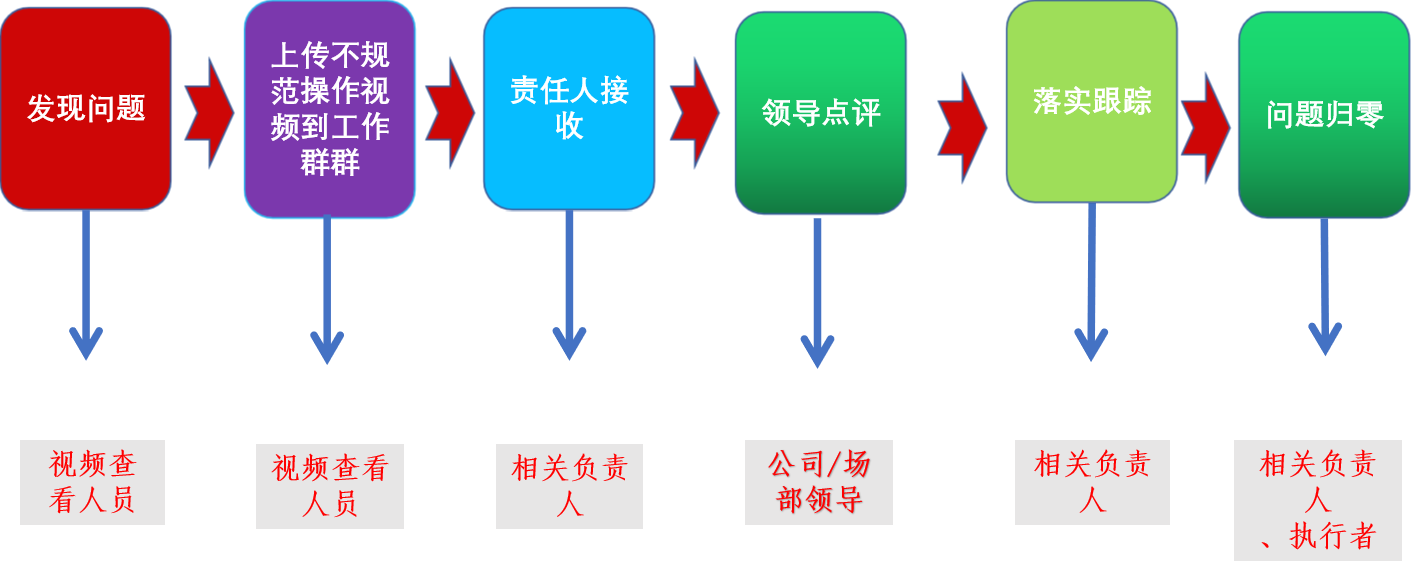 发现问题
上传不规
范操作视
频到工作
群群
责任人接
收
领导点评
落实跟踪
问题归零
视频查
看人员
视频查看
人员
相关负责
人
公司/场
部领导
相关负责
人
相关负责
人
、执行者